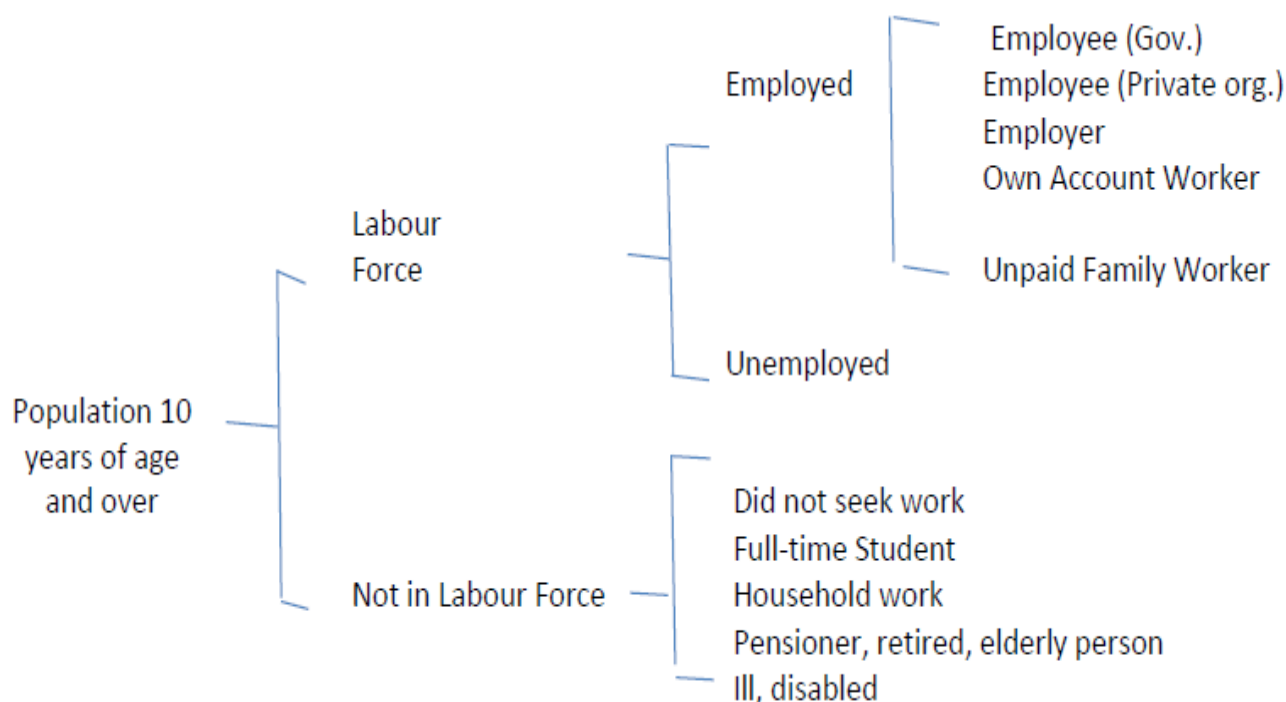 Population 10
years of age
and over
Labour
Force
Employed
Employee (Gov.)
Employee (Private org.)
Employer
Own Account Worker
Unpaid Family Worker
Unemployed
Not in Labour Force
Did not seek work
Full-time Student
Household work
Pensioner, retired, elderly person
Ill, disabled